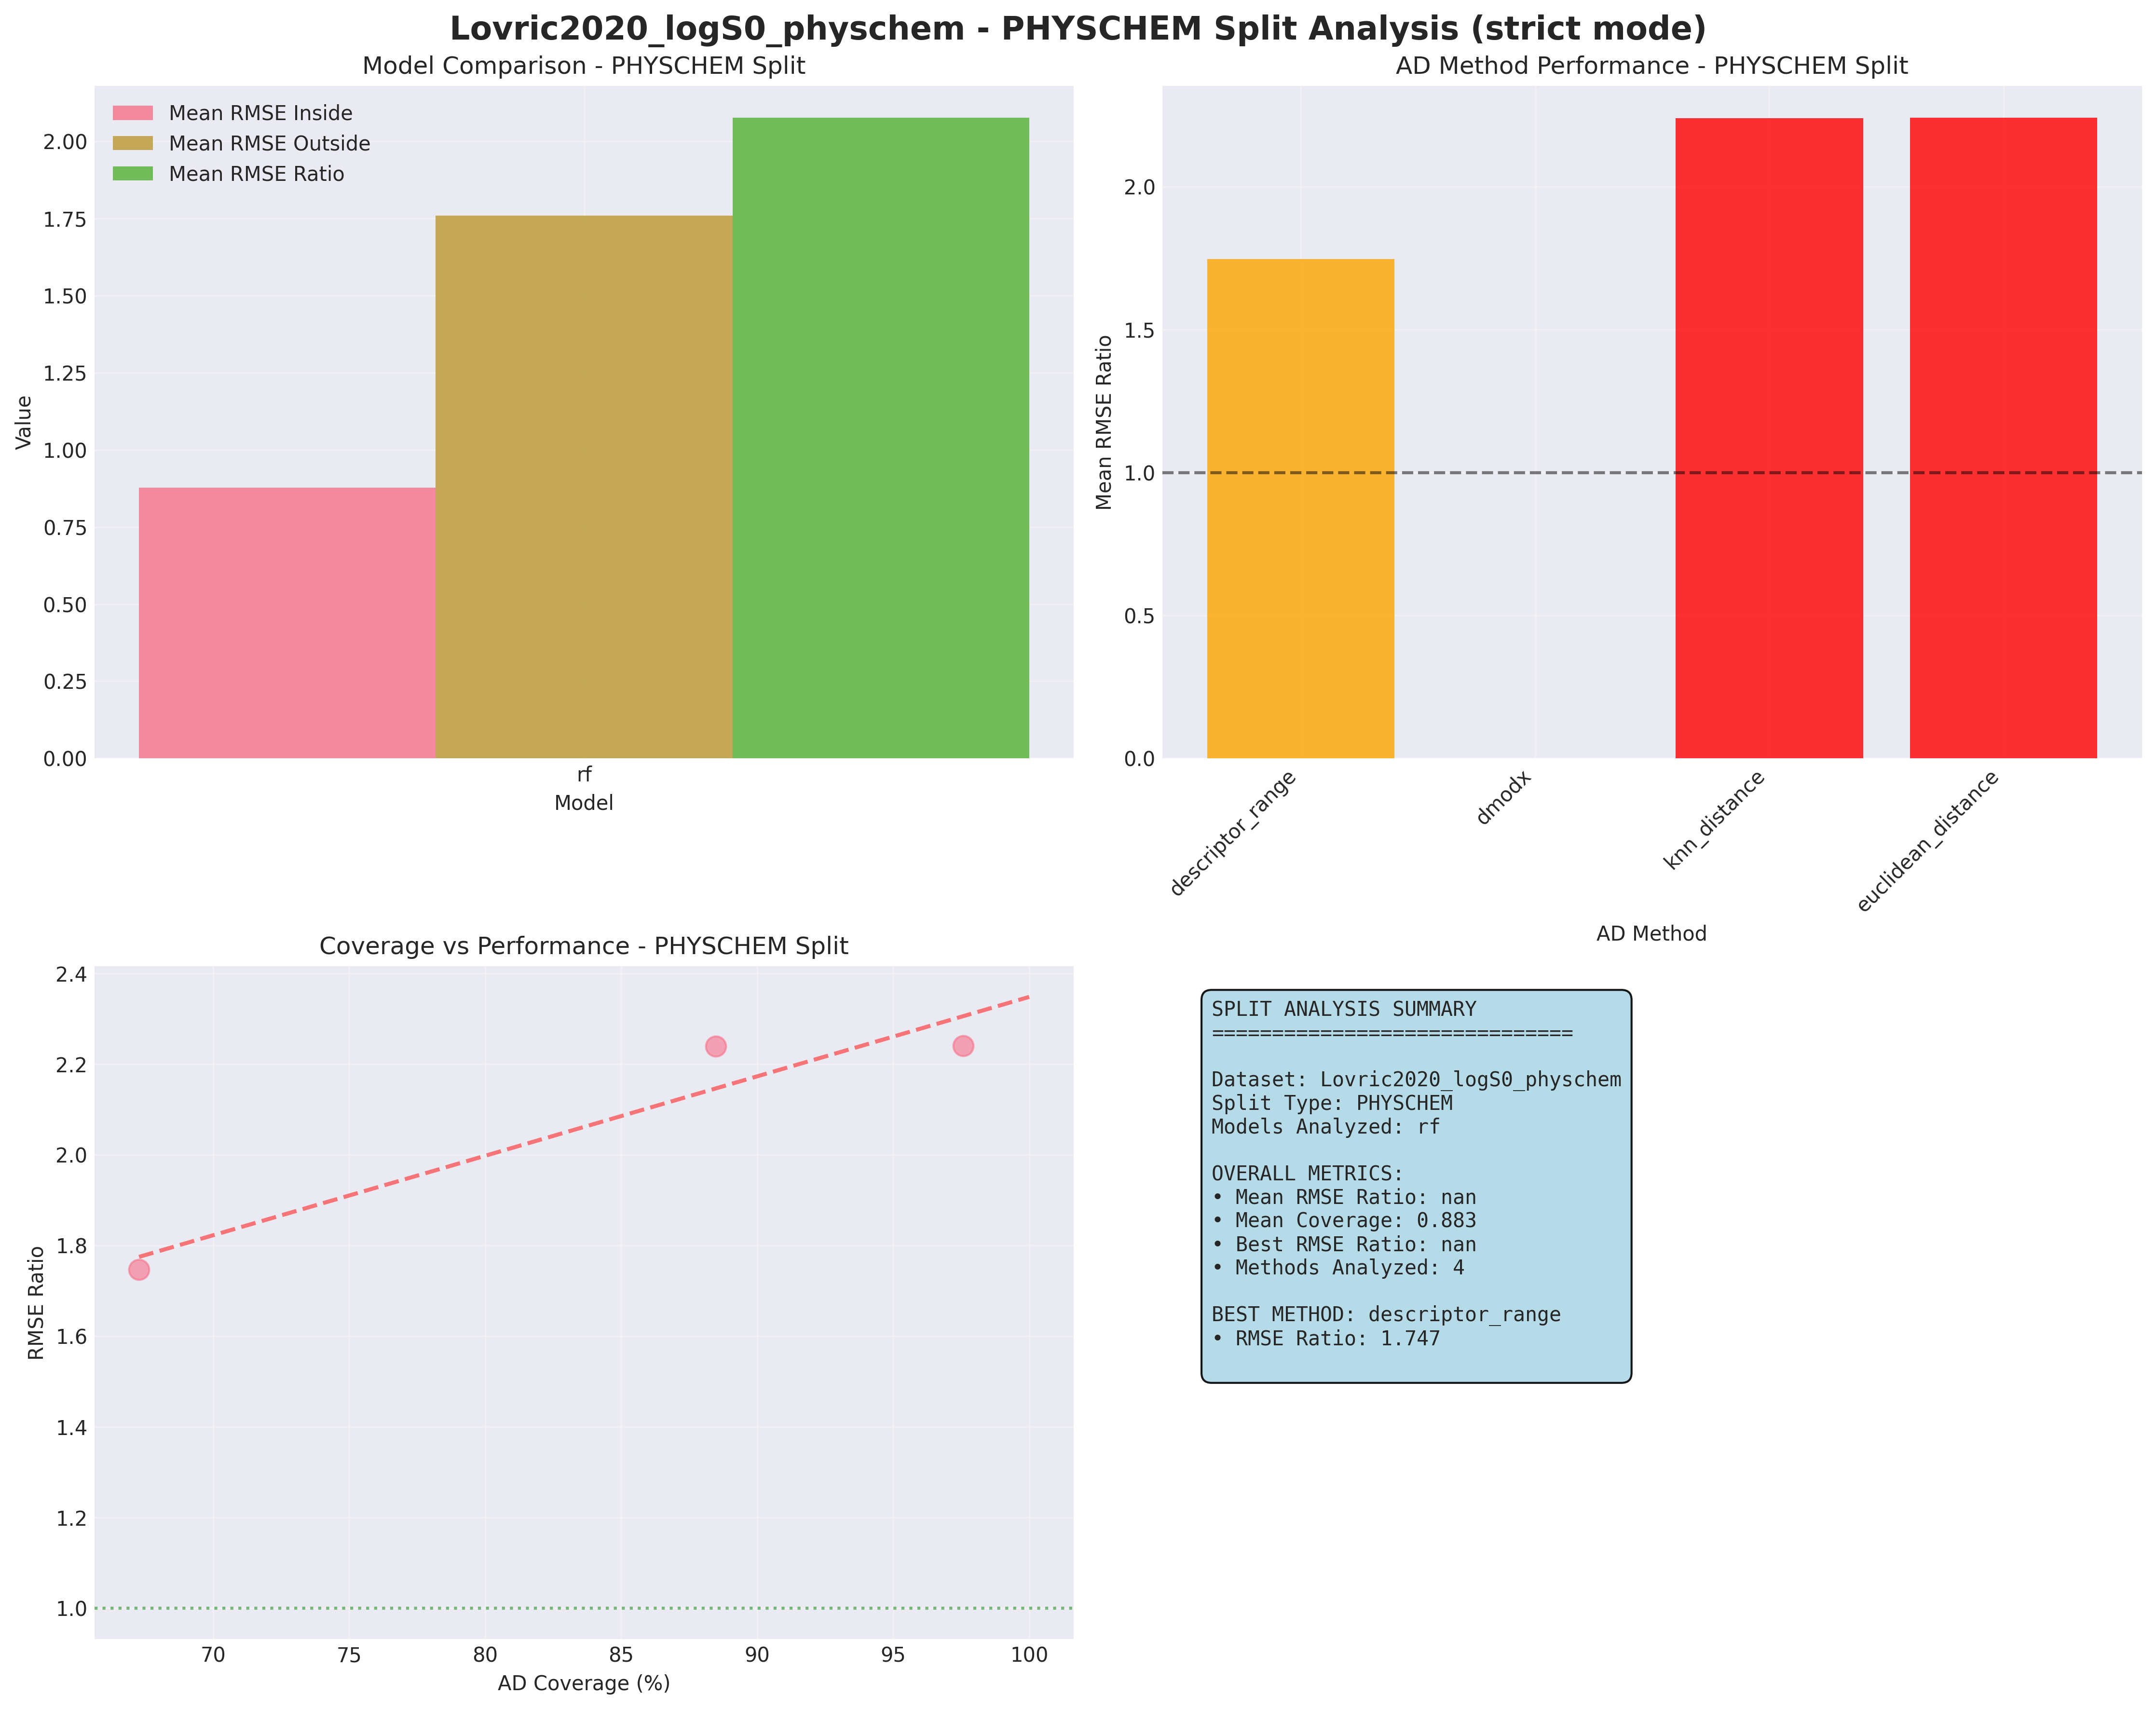 Lovric2020_logS0_physchem - PHYSCHEM Split Analysis (strict mode)
Model Comparison - PHYSCHEM Split
Mean RMSE Inside
Mean RMSE Outside
Mean RMSE Ratio
2.00
1.75
1.50
1.25
1.00
0.75
0.50
0.25
0.00
Value
rf
Model
AD Method Performance - PHYSCHEM Split
2.0
1.5
1.0
0.5
0.0
Mean RMSE Ratio
descriptor_range
dmodx
knn_distance
euclidean_distance
AD Method
Coverage vs Performance - PHYSCHEM Split
2.4
2.2
2.0
1.8
1.6
1.4
1.2
1.0
RMSE Ratio
70
75
80
85
90
95
100
AD Coverage (%)
SPLIT ANALYSIS SUMMARY
==============================
Dataset: Lovric2020_logS0_physchem
Split Type: PHYSCHEM
Models Analyzed: rf
OVERALL METRICS:
• Mean RMSE Ratio: nan
• Mean Coverage: 0.883
• Best RMSE Ratio: nan
• Methods Analyzed: 4
BEST METHOD: descriptor_range
• RMSE Ratio: 1.747